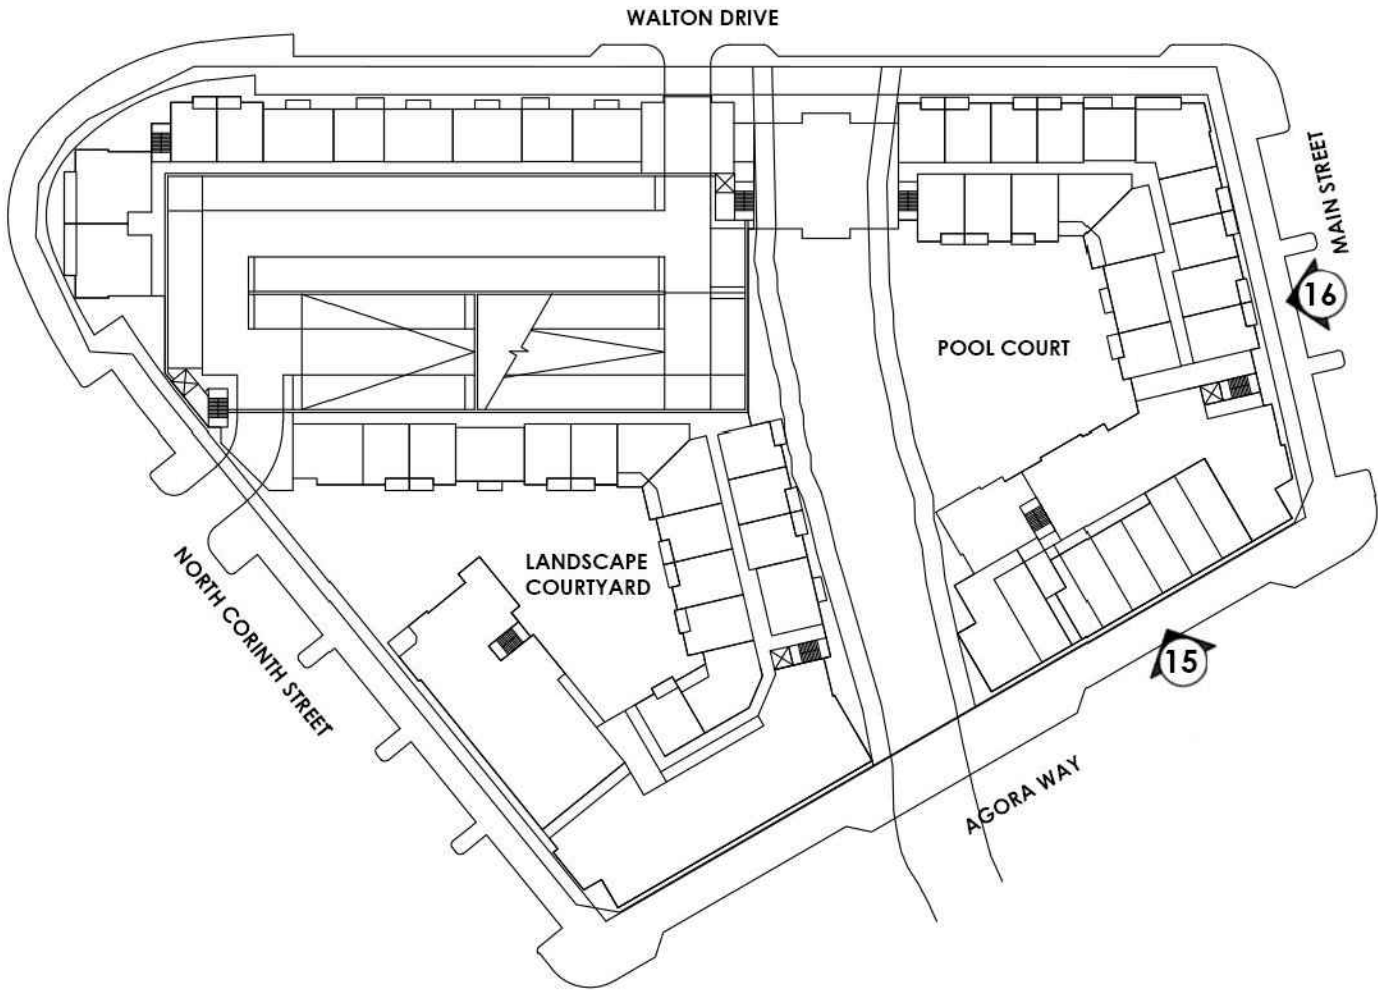 WALTON DRIVE
MAIN STREET
16
POOL COURT
LANDSCAPE
COURTYARD
NORTH CORINTH STREET
15
AGORA WAY